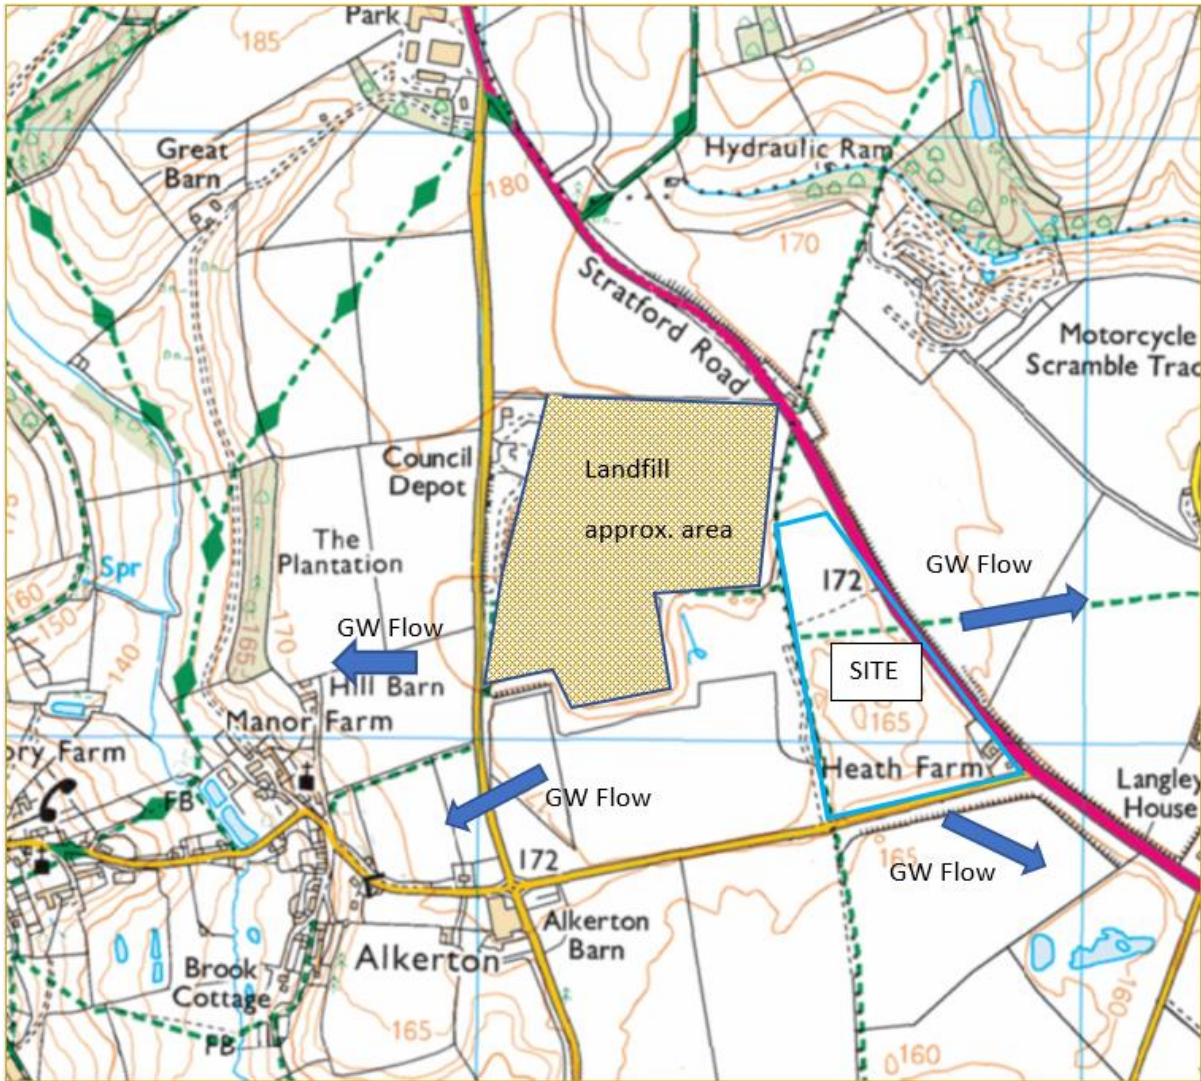 Park
185
Great
Barn
180
Hydraulic Ram
170
Stratford Road
Motorcycle
Scramble Trac
Council
Depot
Landfill
approx. area
The
Plantation
Spr
160
150
140
165
170
GW Flow
Hill Barn
172
GW Flow
SITE
165
Manor Farm
ory Farm
FB
GW Flow
Heath Farm
Langley
House
172
165
GW Flow
Alkerton
Barn
Alkerton
Brook
Cottage
165
FB
160
160